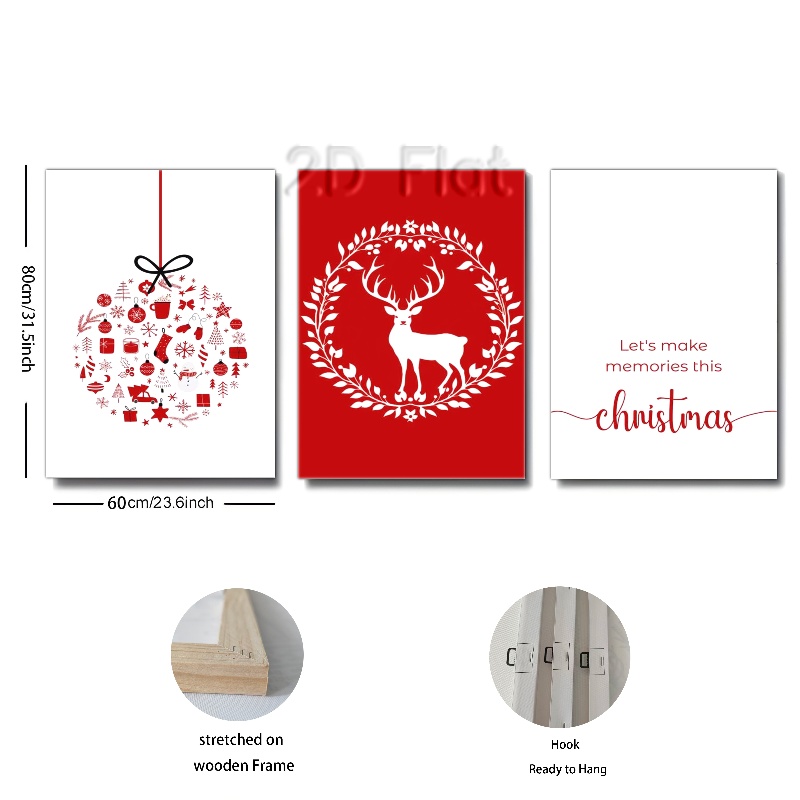 2D Flat
80cm/31.5inch
Let's make
memories this
christmas
60cm/23.6inch
stretched on
wooden Frame
Hook
Ready to Hang